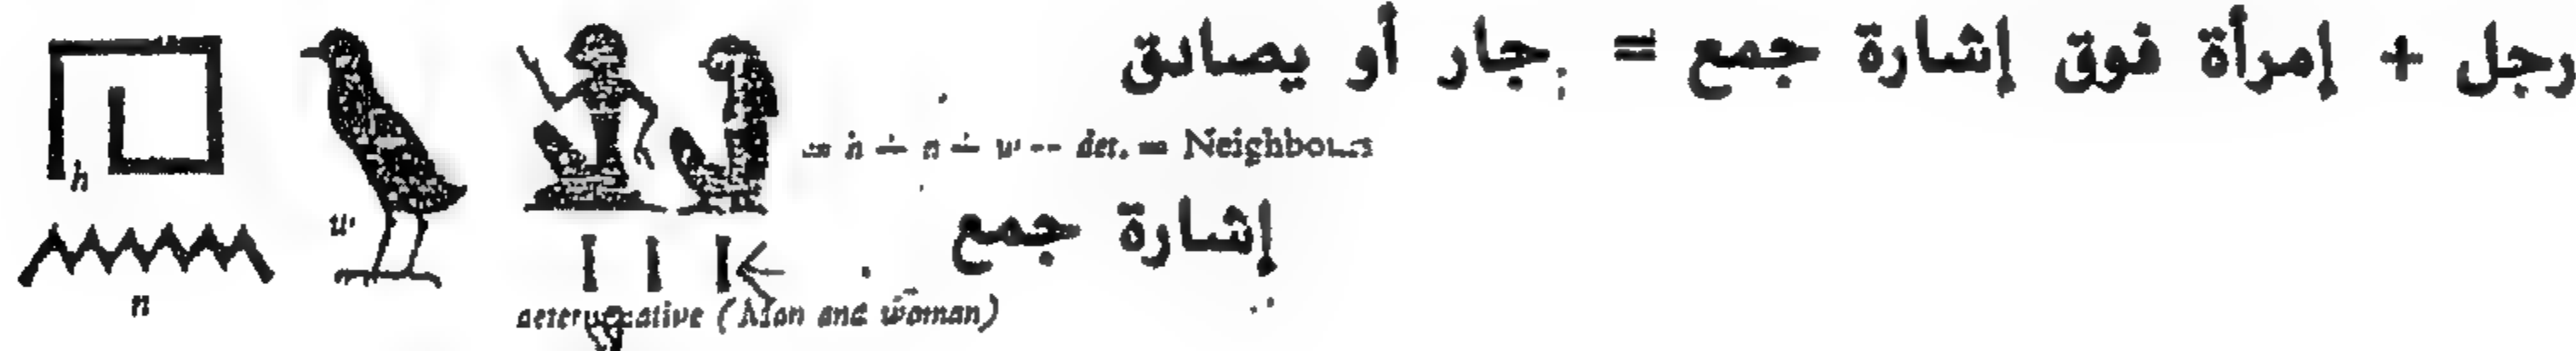 رجل + إمرأة فوق إشارة جمع = جار أو يصادق
= h + n + w -- det. = Neighbours
h
w
إشارة جمع
n
determinative (Man and woman)